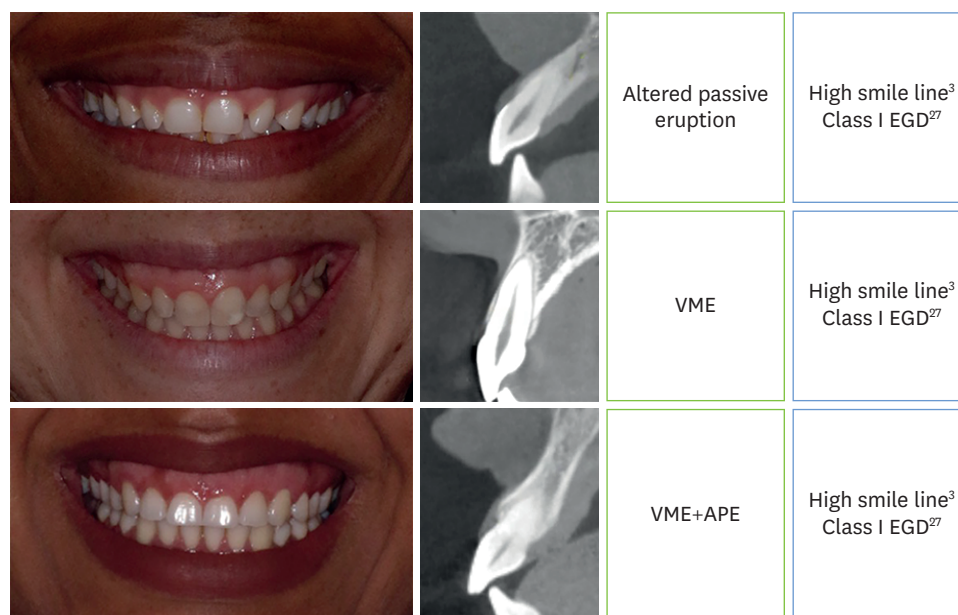 Altered passive
eruption
High smile line³
Class I EGD²⁷
VME
High smile line³
Class I EGD²⁷
VME+APE
High smile line³
Class I EGD²⁷